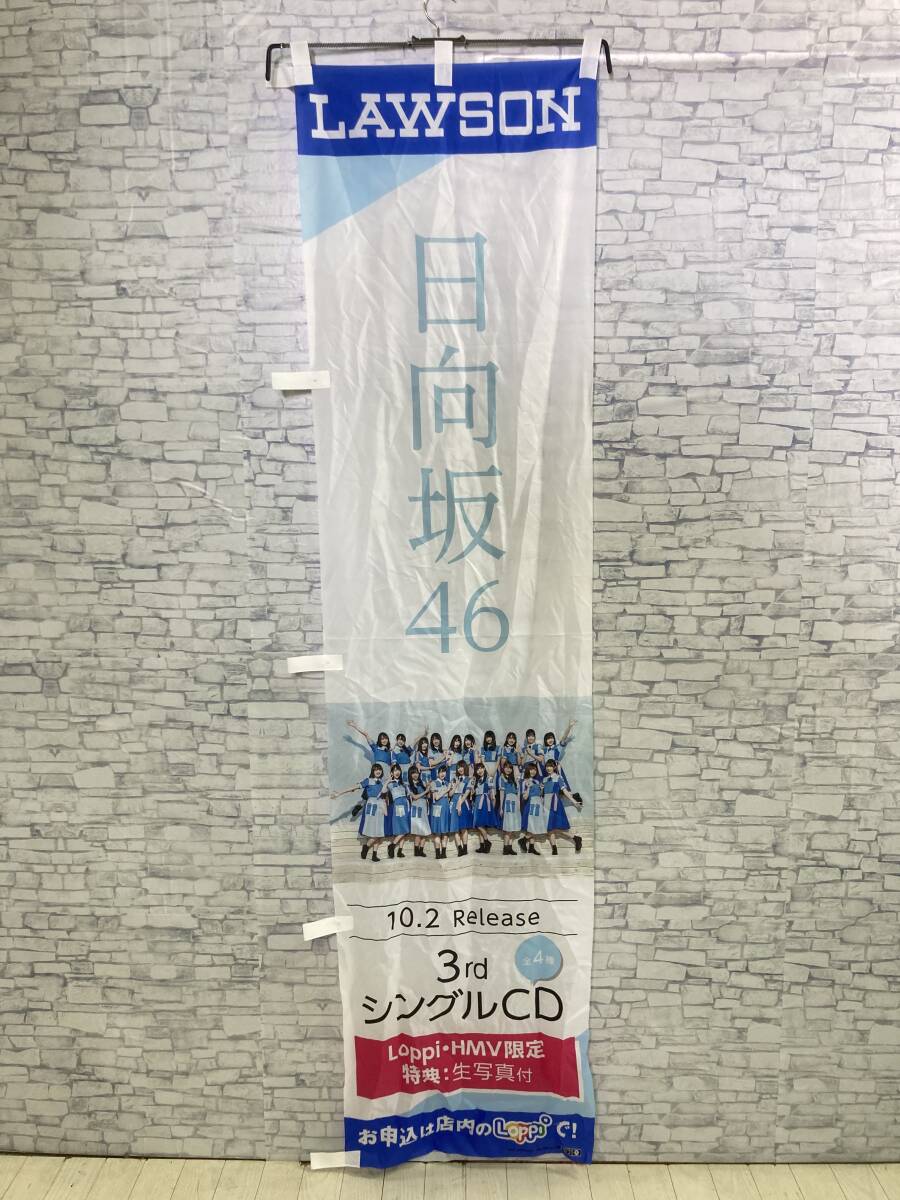 LAWSON
日向坂46
10.2 Release
3rd
全4種
シングルCD
Loppi・HMV限定
特典:生写真付
お申込は店内のLoppiで!